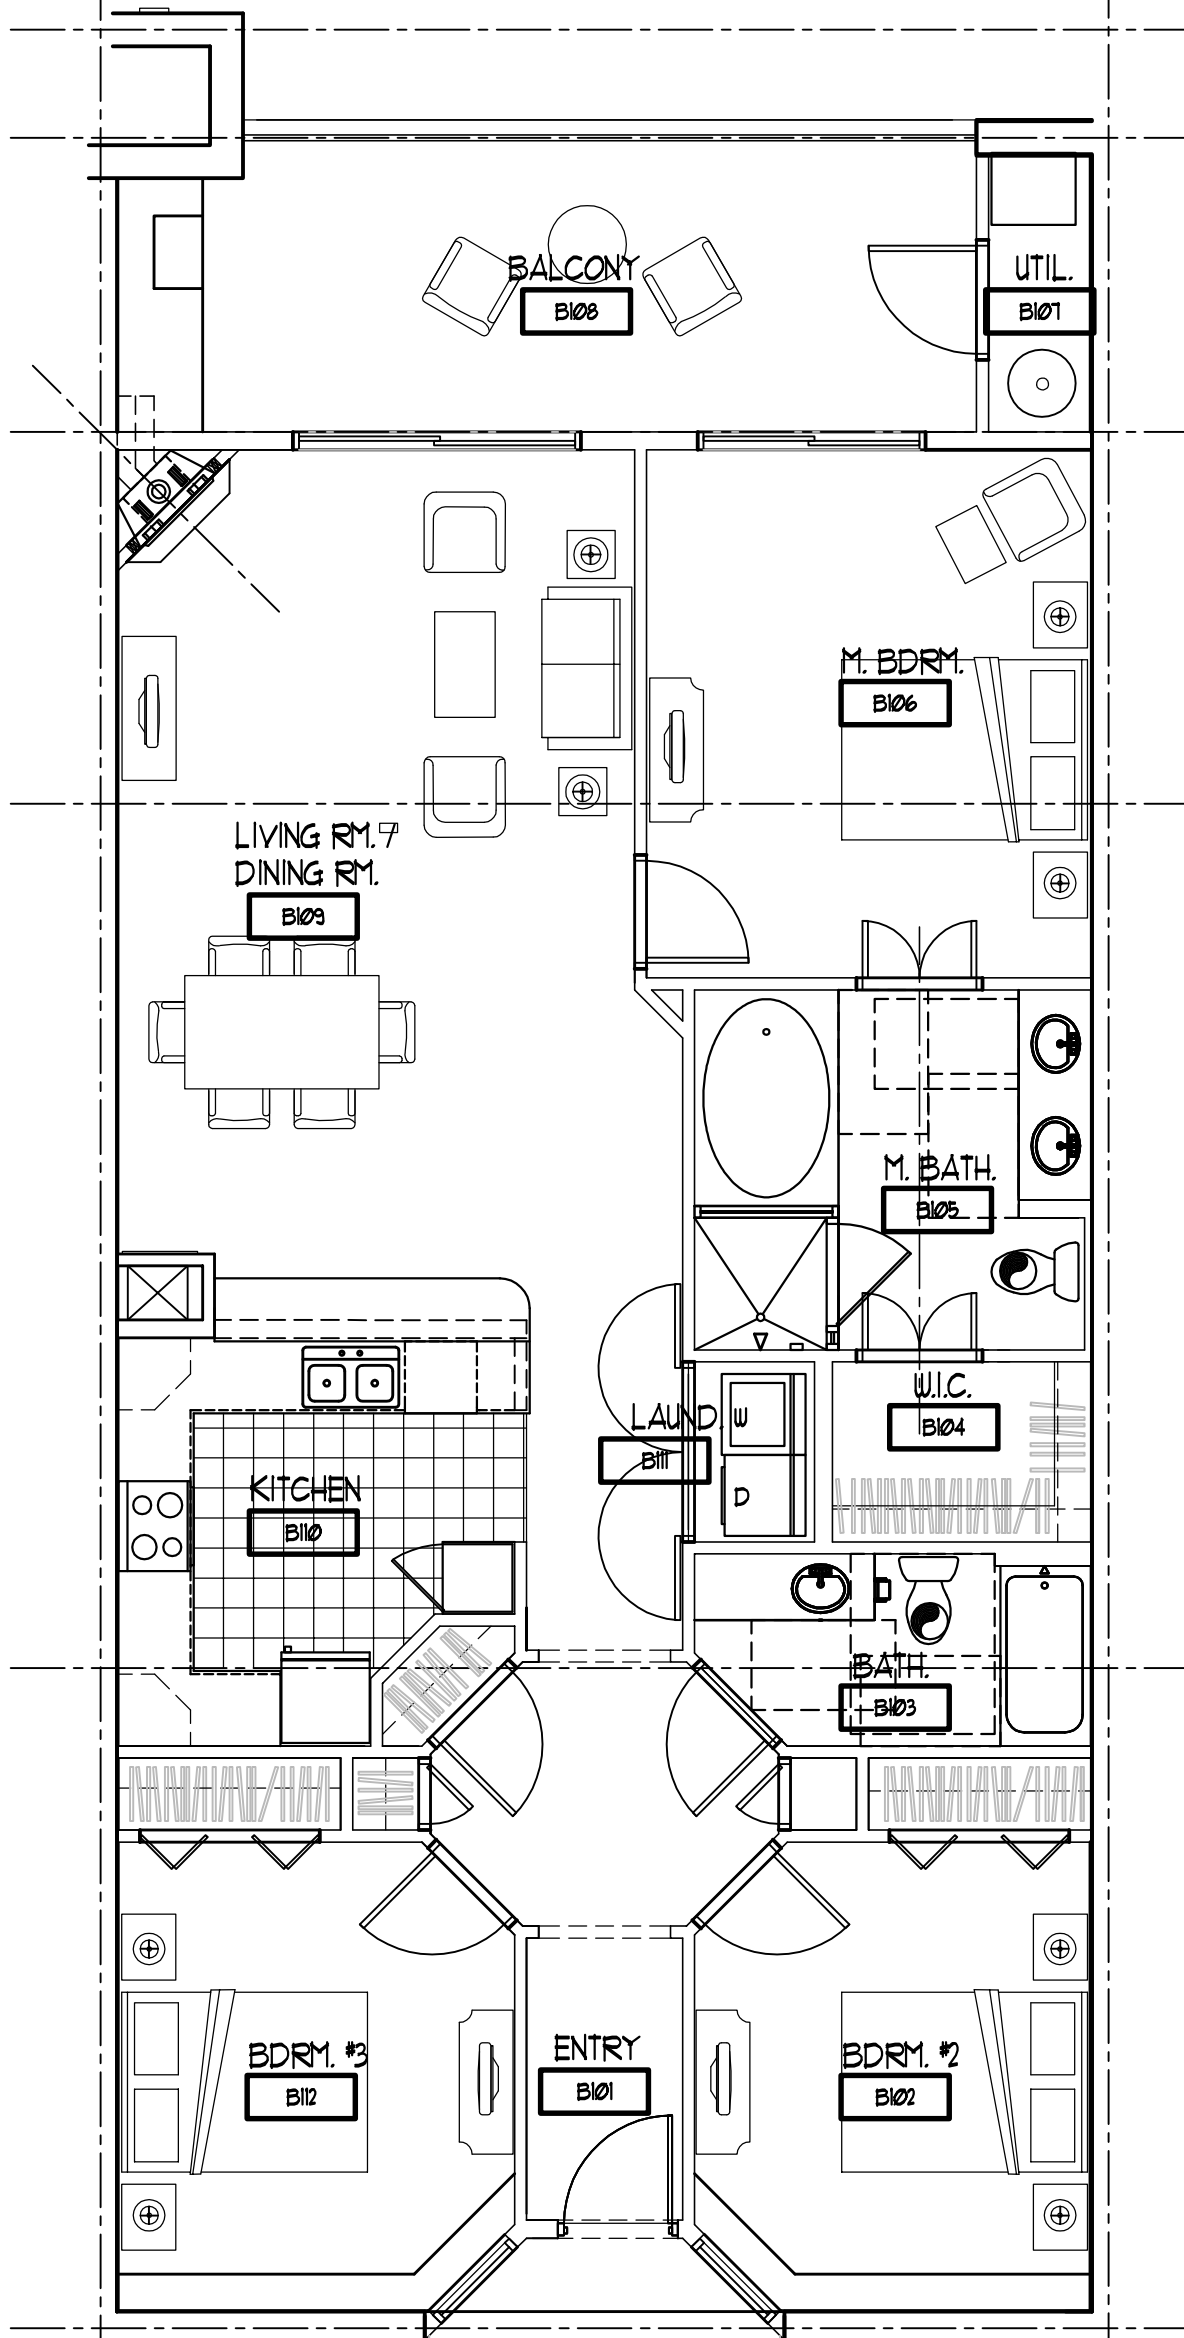 BALCONY
B108
UTIL.
B107
M. BDRM.
B106
LIVING RM. /
DINING RM.
B109
M. BATH.
B105
W.I.C.
B104
LAUND.
B111
W
D
KITCHEN
B110
BATH.
B103
BDRM. #3
B112
ENTRY
B101
BDRM. #2
B102